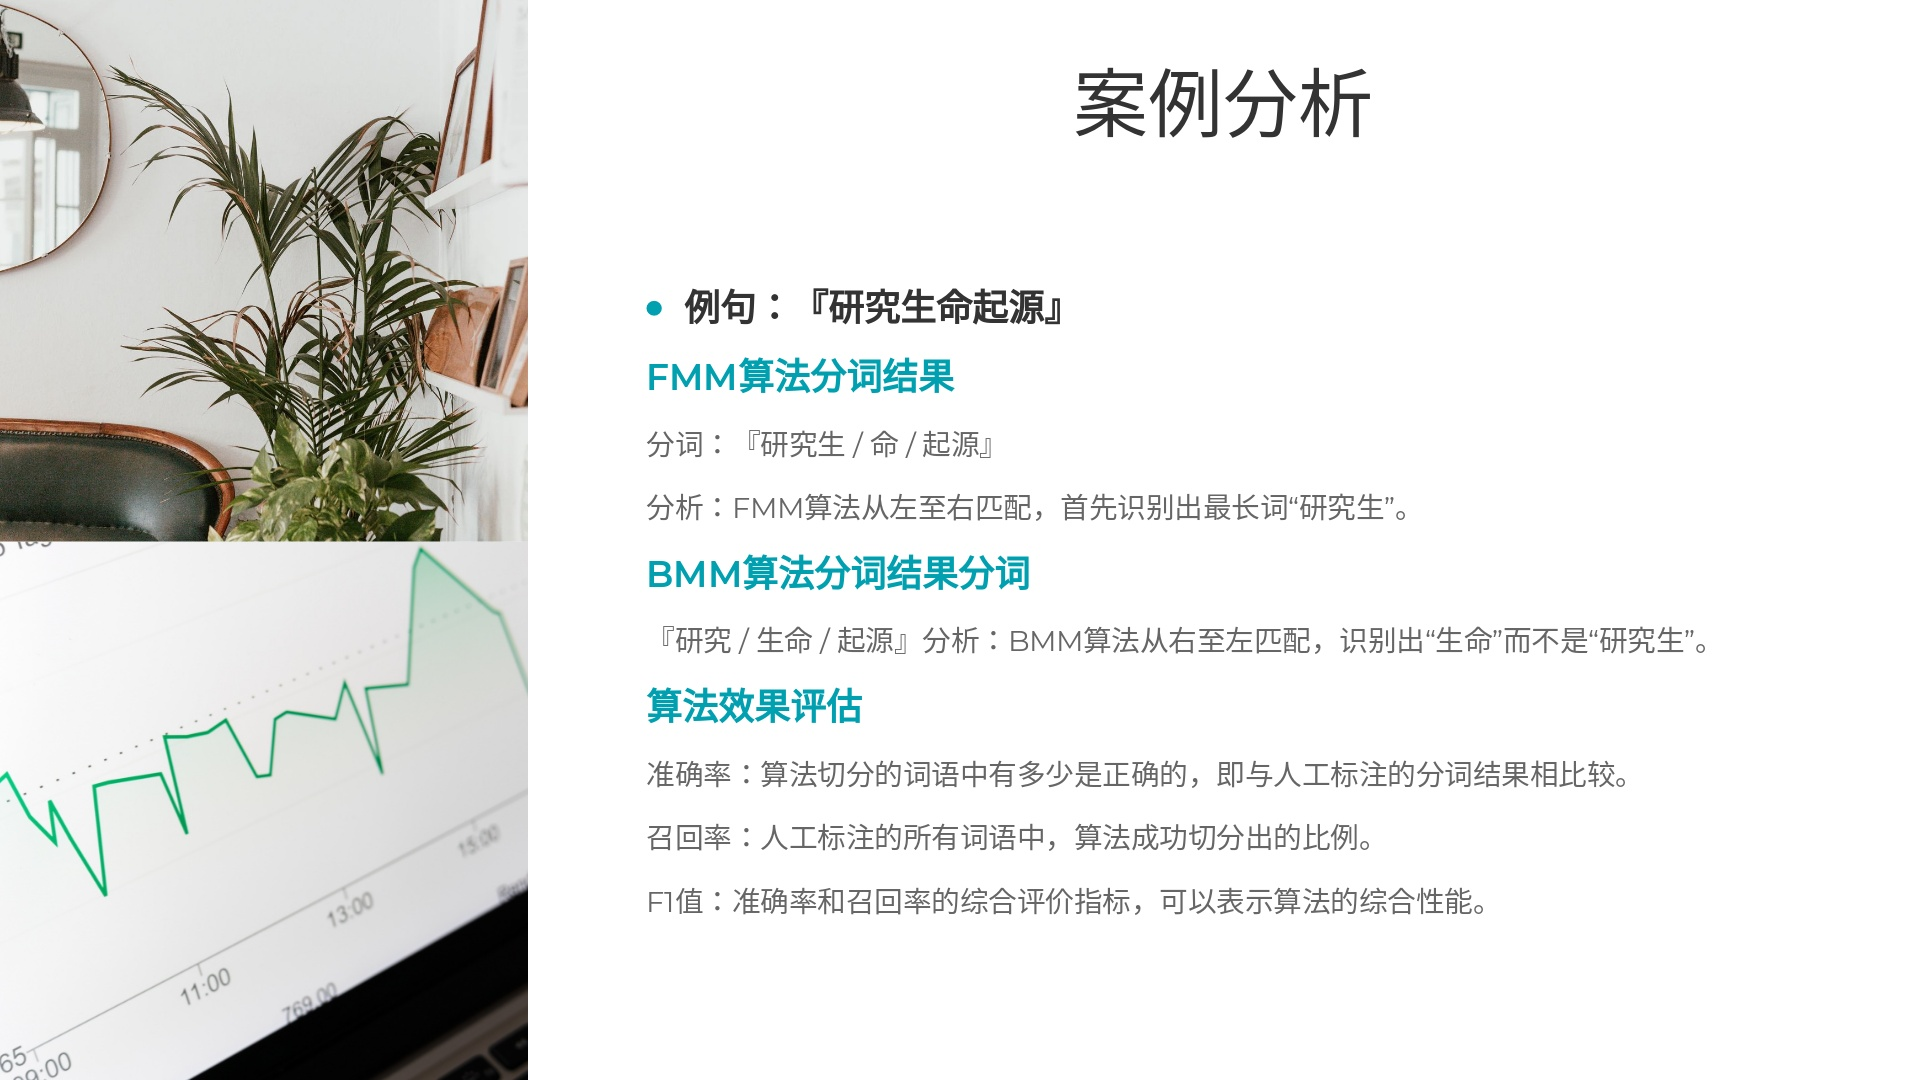 案例分析
例句：『研究生命起源』
FMM算法分词结果
分词：『研究生 / 命 / 起源』
分析：FMM算法从左至右匹配，首先识别出最长词“研究生”。
BMM算法分词结果分词
『研究 / 生命 / 起源』分析：BMM算法从右至左匹配，识别出“生命”而不是“研究生”。
算法效果评估
准确率：算法切分的词语中有多少是正确的，即与人工标注的分词结果相比较。
召回率：人工标注的所有词语中，算法成功切分出的比例。
F1值：准确率和召回率的综合评价指标，可以表示算法的综合性能。
15:00
13:00
11:00
769.00
65
09:00